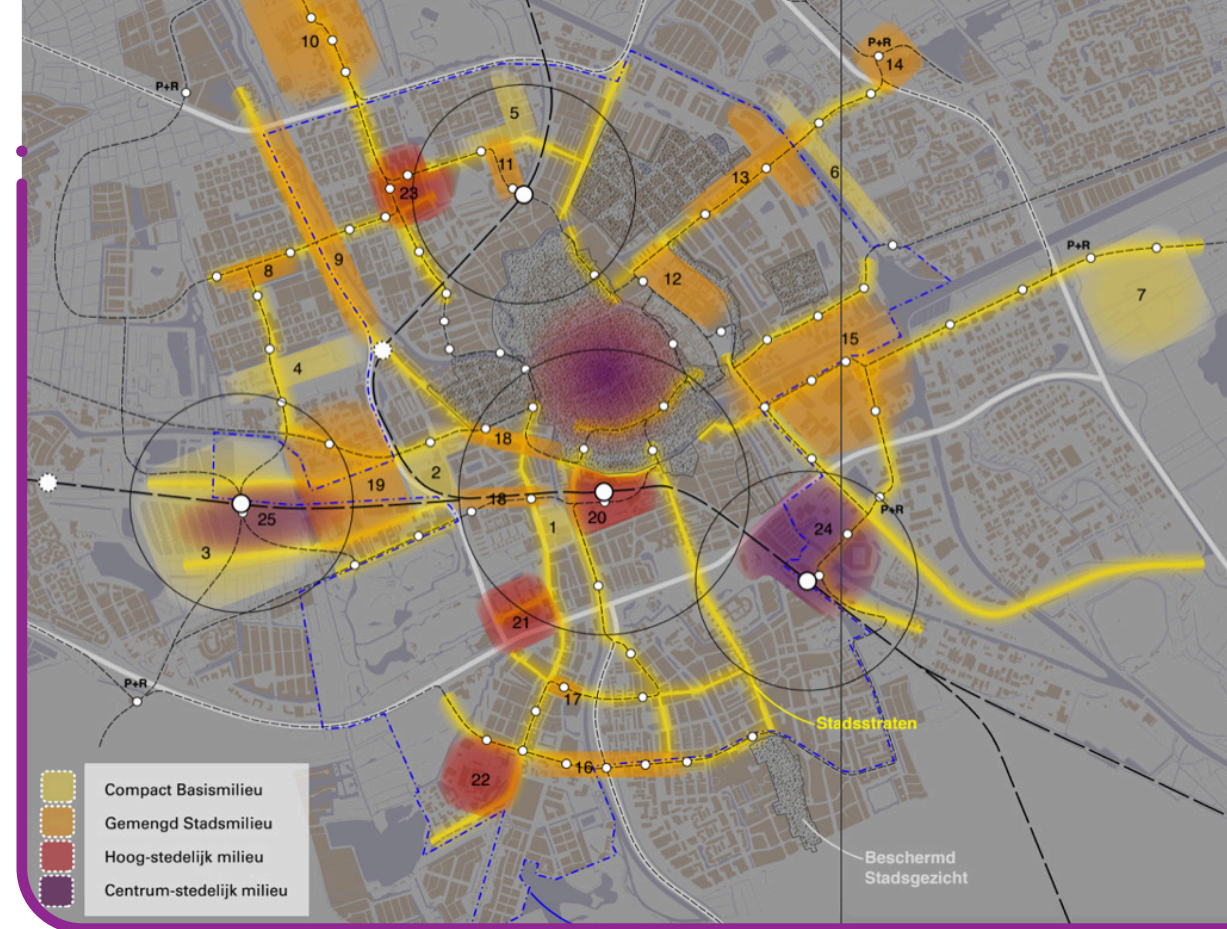 10
P+R
P+R
14
5
11
13
6
23
8
9
12
P+R
7
4
15
18
2
19
18
P+R
25
20
24
3
1
21
P+R
17
Stadsstraten
16
22
Compact Basismilieu
Gemengd Stadsmilieu
Hoog-stedelijk milieu
Centrum-stedelijk milieu
Beschermd
Stadsgezicht